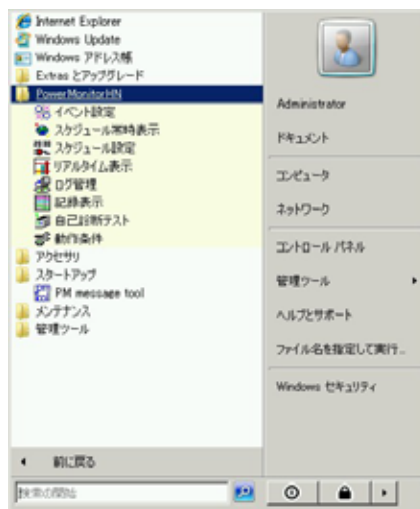 Internet Explorer
Windows Update
Windows アドレス帳
Extras とアップグレード
PowerMonitorHN
イベント設定
スケジュール常時表示
スケジュール設定
リアルタイム表示
ログ管理
記録表示
自己診断テスト
動作条件
アクセサリ
スタートアップ
PM message tool
メンテナンス
管理ツール
前に戻る
検索の開始
Administrator
ドキュメント
コンピュータ
ネットワーク
コントロール パネル
管理ツール
ヘルプとサポート
ファイル名を指定して実行...
Windows セキュリティ